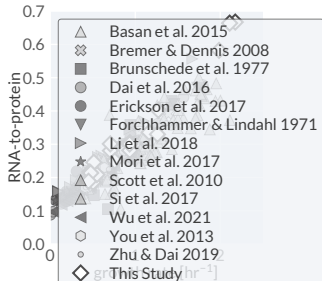 0.7
0.6
0.5
0.4
0.3
0.2
0.1
0.0
RNA-to-protein
Basan et al. 2015
Bremer & Dennis 2008
Brunschede et al. 1977
Dai et al. 2016
Erickson et al. 2017
Forchhammer & Lindahl 1971
Li et al. 2018
Mori et al. 2017
Scott et al. 2010
Si et al. 2017
Wu et al. 2021
You et al. 2013
Zhu & Dai 2019
This Study
0
2
[hr⁻¹]